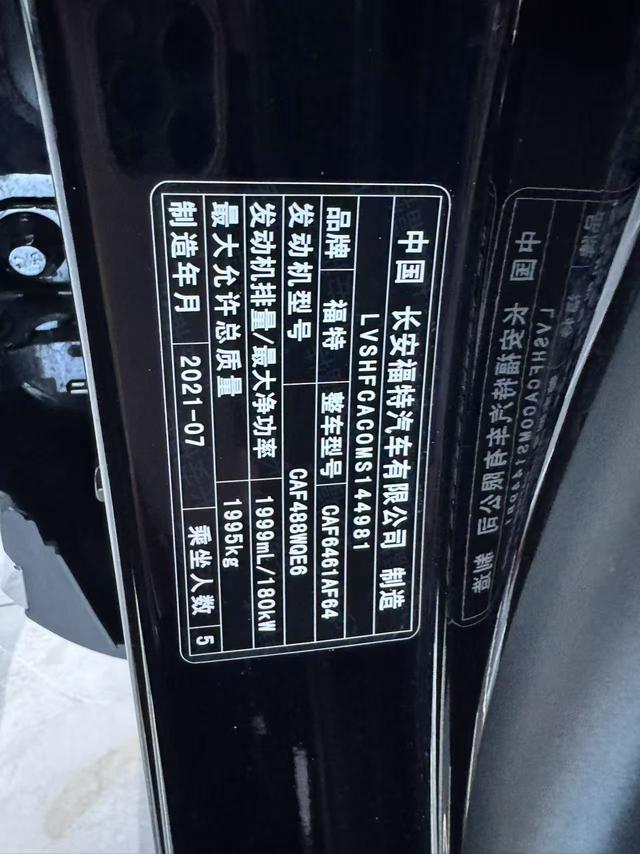 中国 长安福特汽车有限公司 制造
LVSHFCAC0MS144981
品牌 福特 整车型号 CAF6461AF64
发动机型号 CAF488WQE6
发动机排量/最大净功率 1999mL/180kW
最大允许总质量 1995kg
制造年月 2021-07 乘坐人数 5